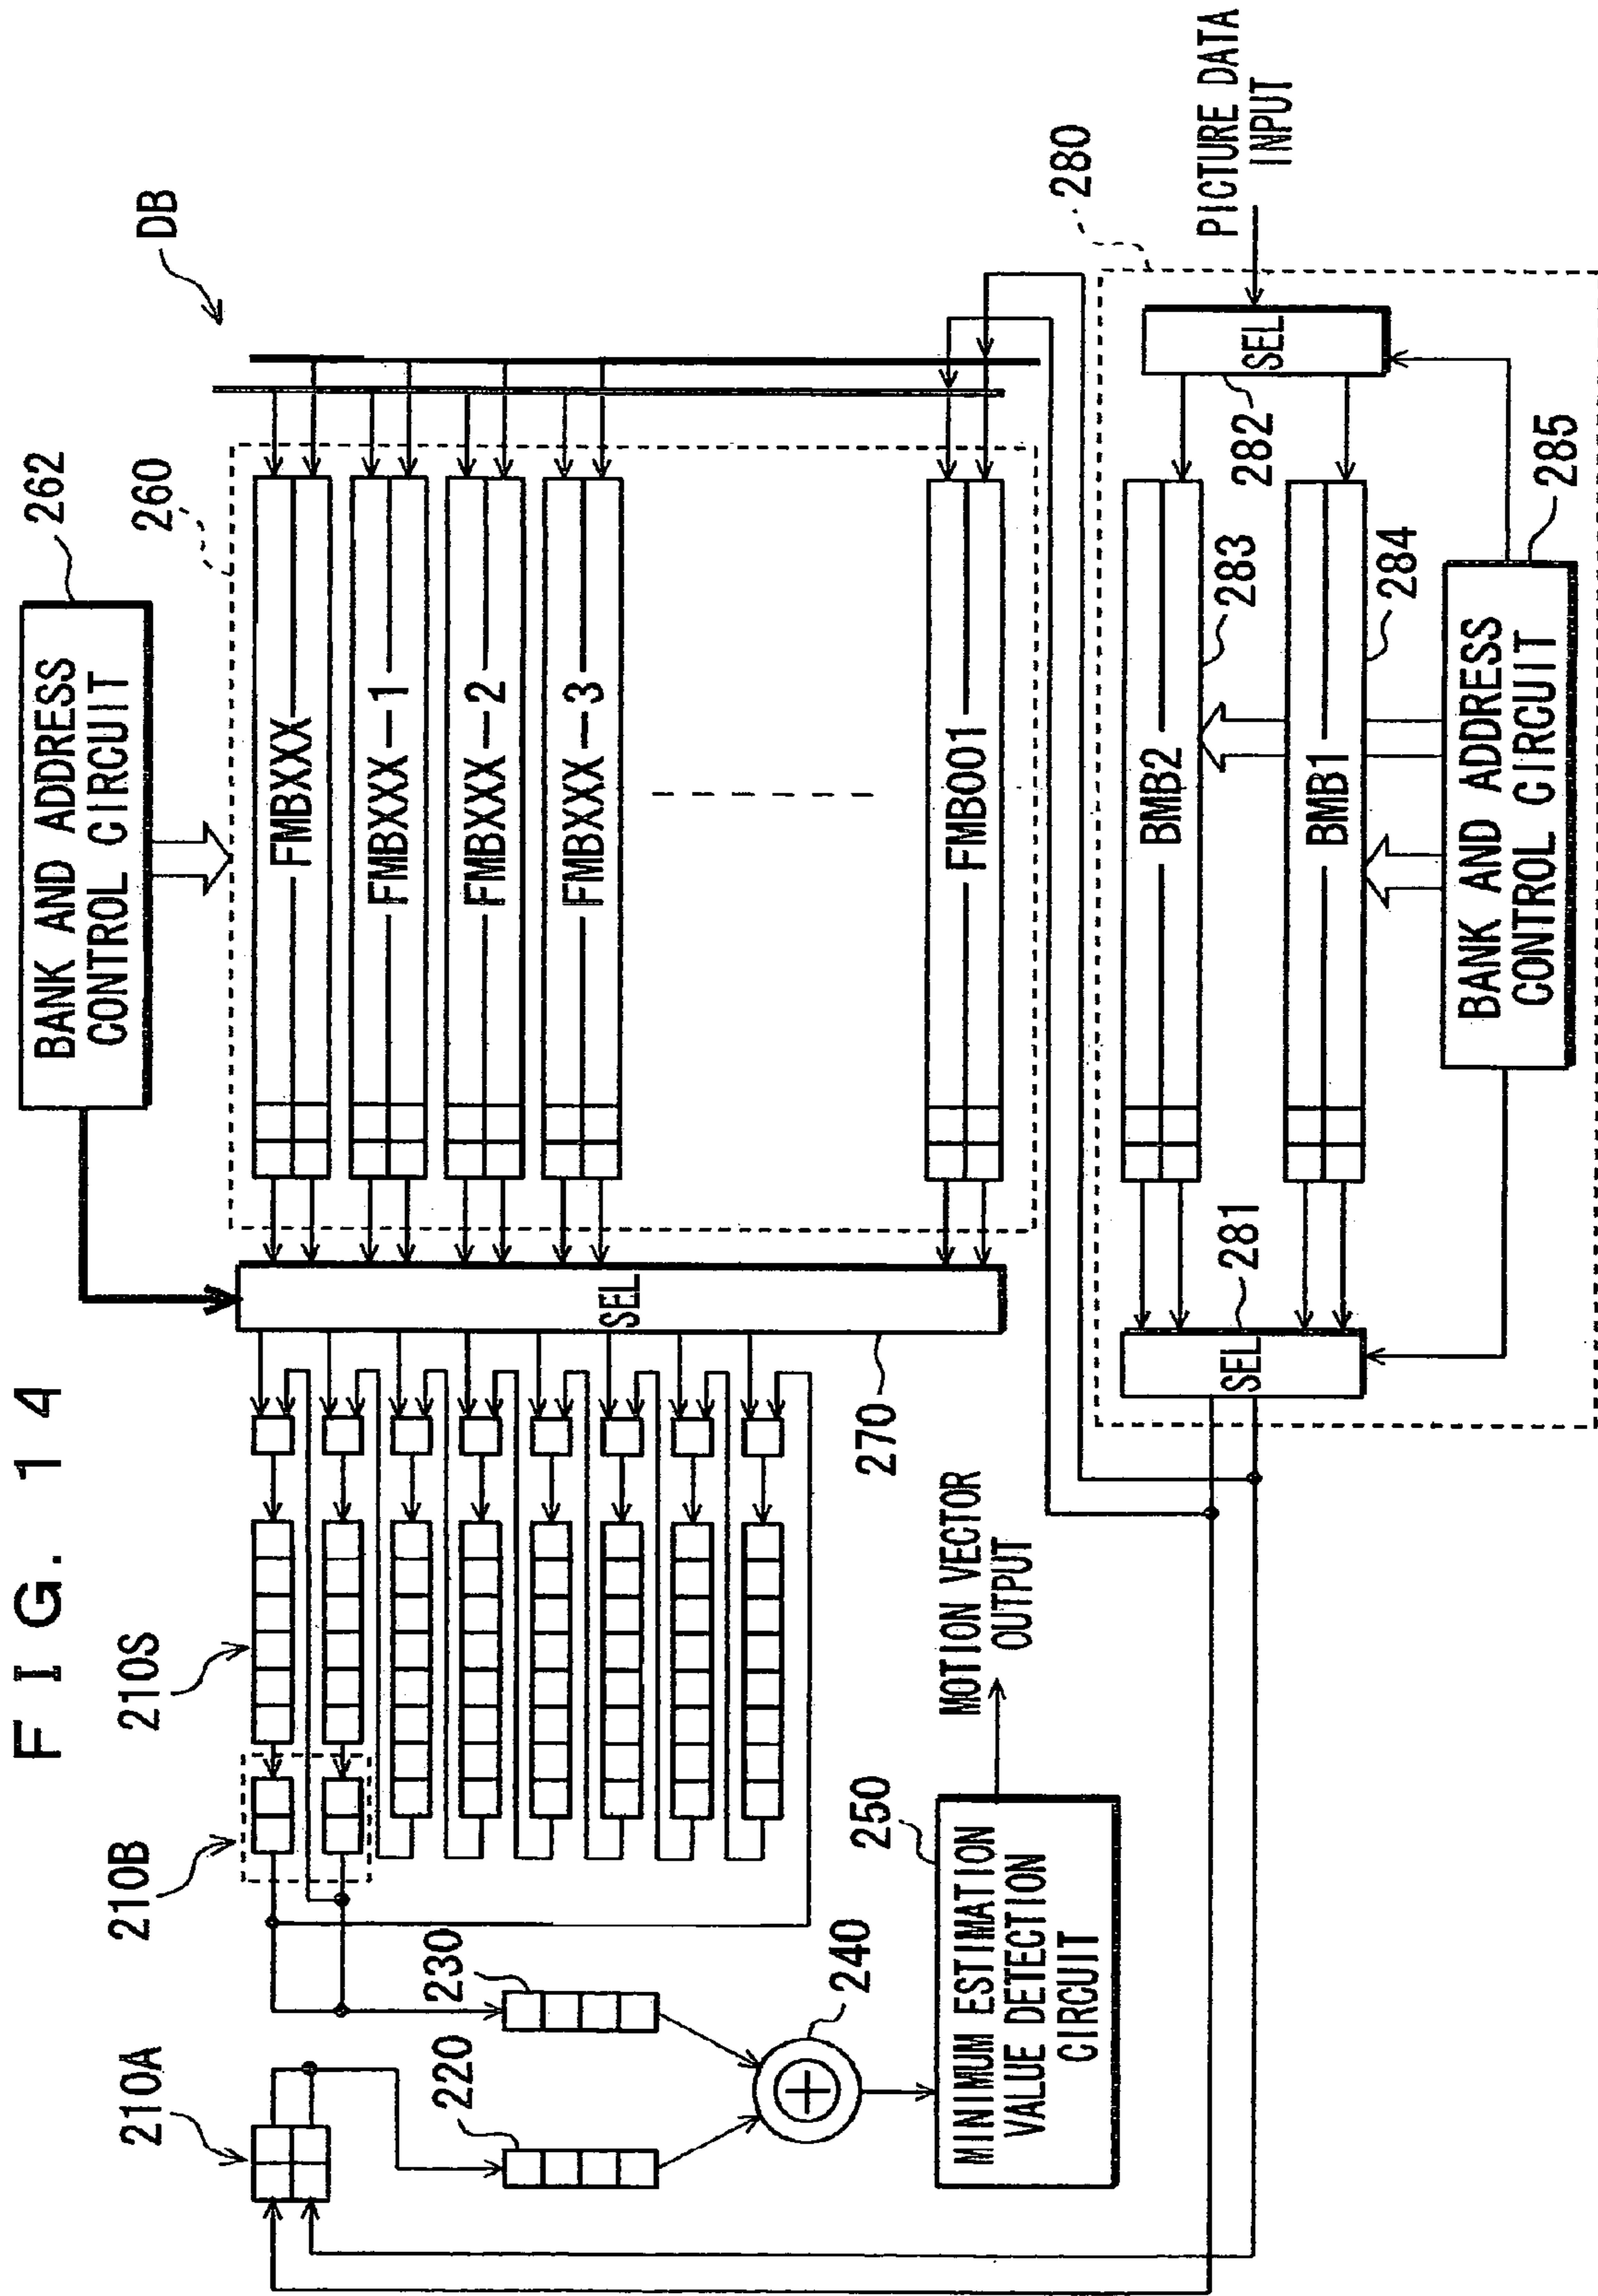 FIG. 14
BANK AND ADDRESS
CONTROL CIRCUIT
262
DB
260
FMBXXX
FMBXXX-1
FMBXXX-2
FMBXXX-3
FMB001
SEL
270
210S
210B
210A
230
220
240
250
MINIMUM ESTIMATION
VALUE DETECTION
CIRCUIT
MOTION VECTOR
OUTPUT
280
PICTURE DATA
INPUT
SEL
282
BMB2
283
BMB1
284
SEL
281
BANK AND ADDRESS
CONTROL CIRCUIT
285